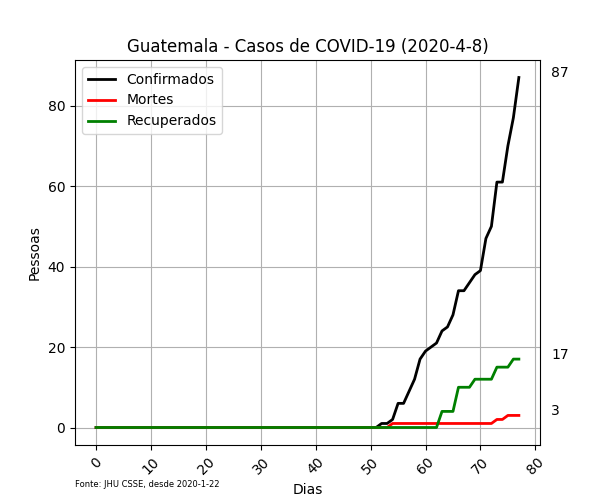 Guatemala - Casos de COVID-19 (2020-4-8)
Confirmados
Mortes
Recuperados
87
17
3
Pessoas
80
60
40
20
0
0 10 20 30 40 50 60 70 80
Fonte: JHU CSSE, desde 2020-1-22
Dias